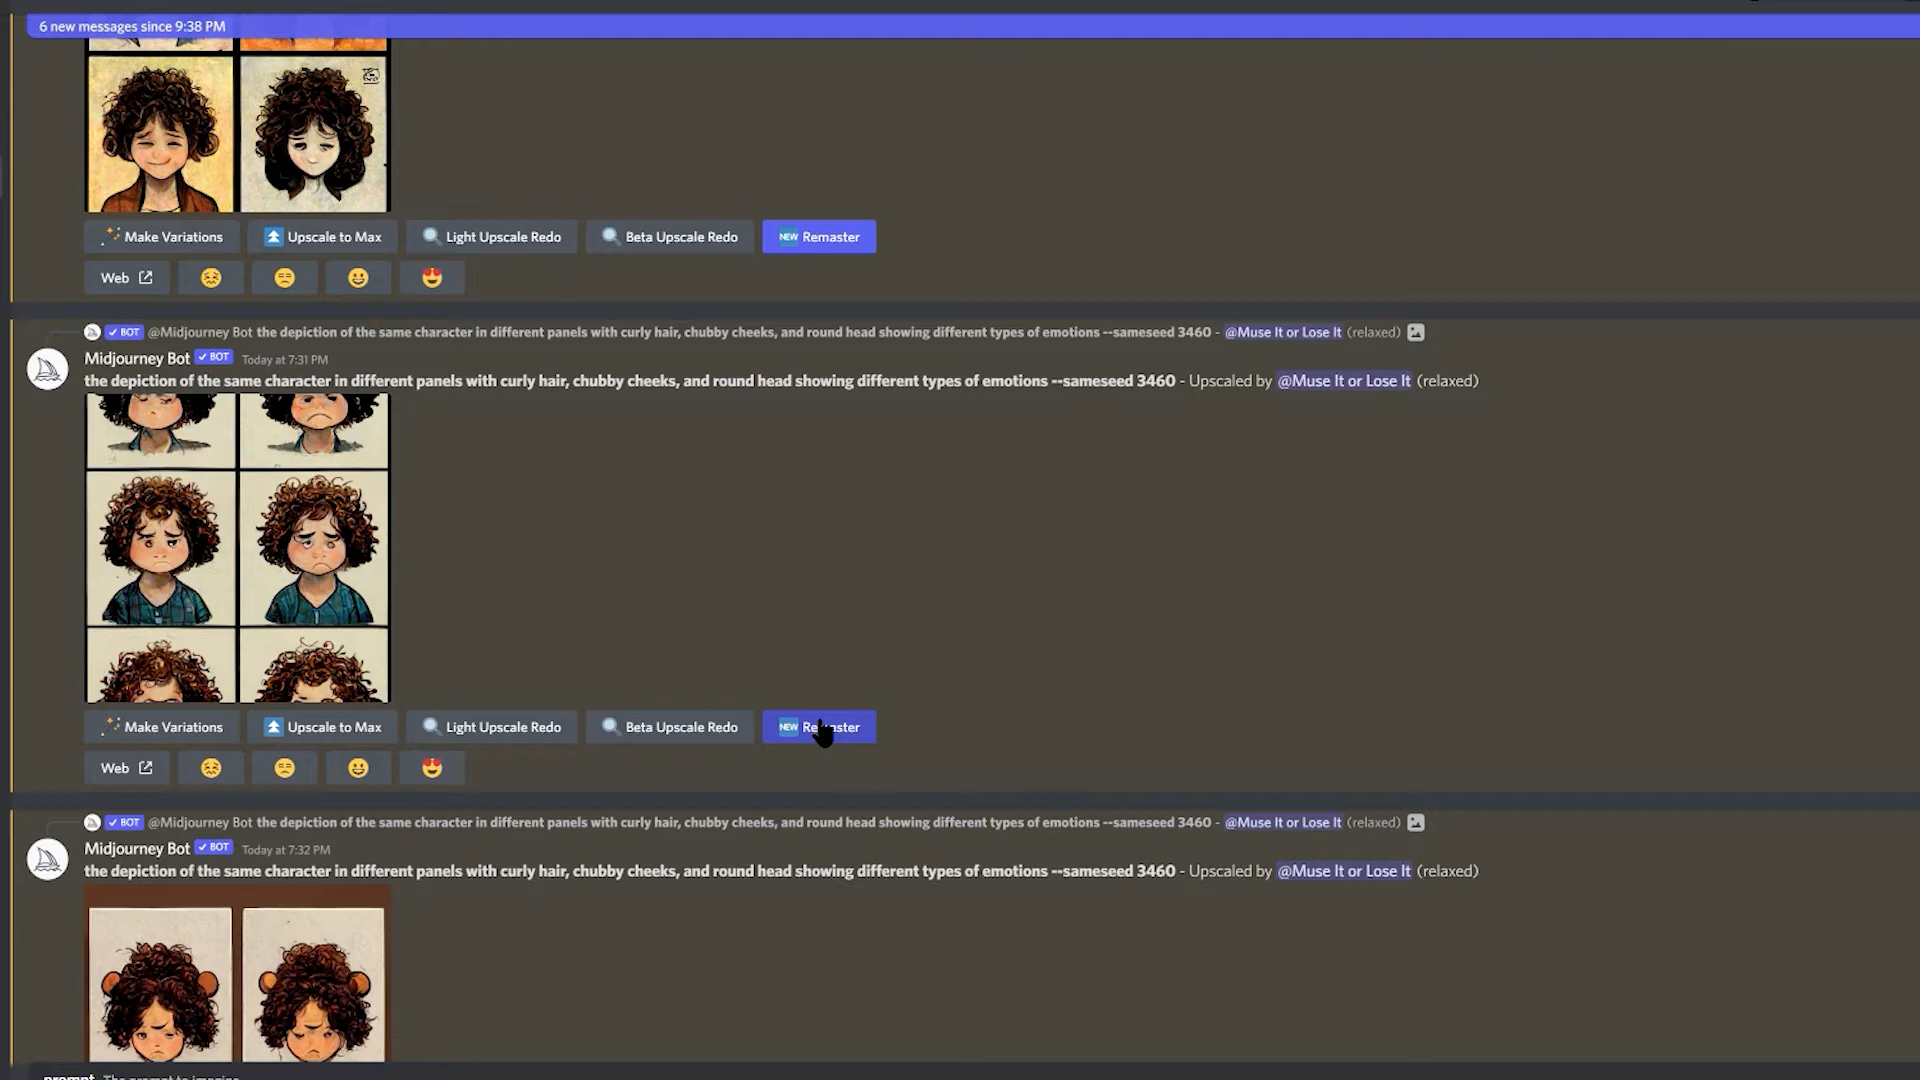 6 new messages since 9:38 PM
Make Variations Upscale to Max Light Upscale Redo Beta Upscale Redo NEW Remaster
Web
BOT @Midjourney Bot the depiction of the same character in different panels with curly hair, chubby cheeks, and round head showing different types of emotions --sameseed 3460 - @Muse It or Lose It (relaxed)
Midjourney Bot BOT Today at 7:31 PM
the depiction of the same character in different panels with curly hair, chubby cheeks, and round head showing different types of emotions --sameseed 3460 - Upscaled by @Muse It or Lose It (relaxed)
Make Variations Upscale to Max Light Upscale Redo Beta Upscale Redo NEW Remaster
Web
BOT @Midjourney Bot the depiction of the same character in different panels with curly hair, chubby cheeks, and round head showing different types of emotions --sameseed 3460 - @Muse It or Lose It (relaxed)
Midjourney Bot BOT Today at 7:32 PM
the depiction of the same character in different panels with curly hair, chubby cheeks, and round head showing different types of emotions --sameseed 3460 - Upscaled by @Muse It or Lose It (relaxed)
prompt The prompt to imagine